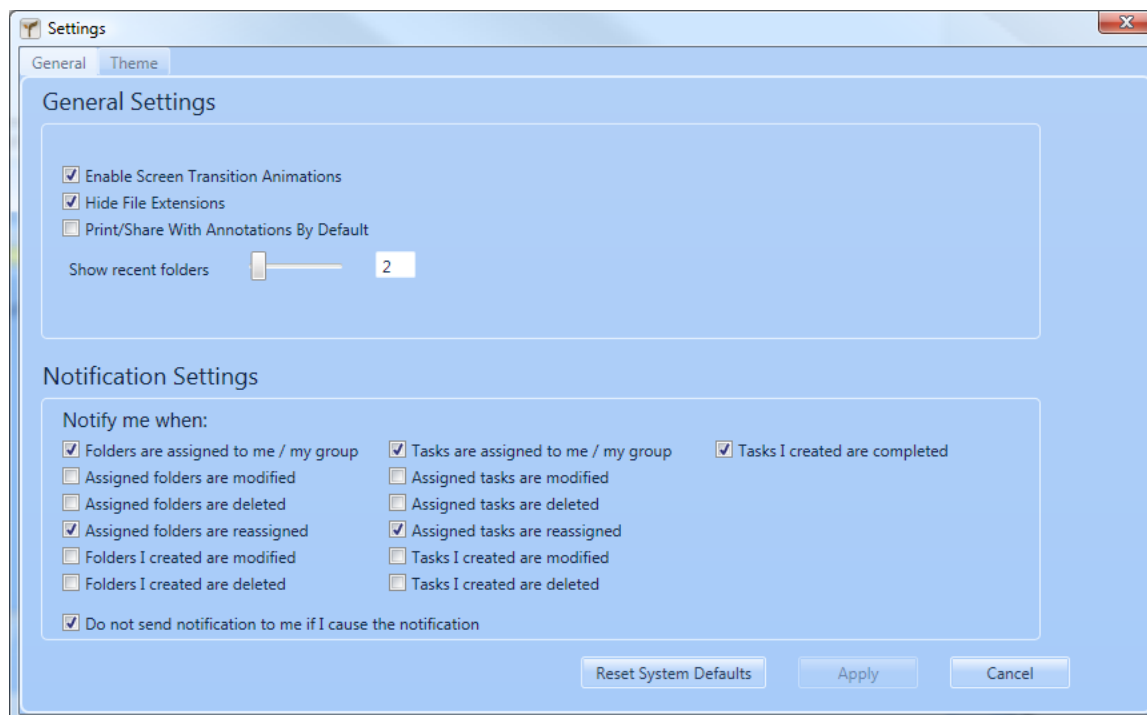 Settings
General Theme
General Settings
Enable Screen Transition Animations
Hide File Extensions
Print/Share With Annotations By Default
Show recent folders 2
Notification Settings
Notify me when:
Folders are assigned to me / my group Tasks are assigned to me / my group Tasks I created are completed
Assigned folders are modified Assigned tasks are modified
Assigned folders are deleted Assigned tasks are deleted
Assigned folders are reassigned Assigned tasks are reassigned
Folders I created are modified Tasks I created are modified
Folders I created are deleted Tasks I created are deleted
Do not send notification to me if I cause the notification
Reset System Defaults Apply Cancel